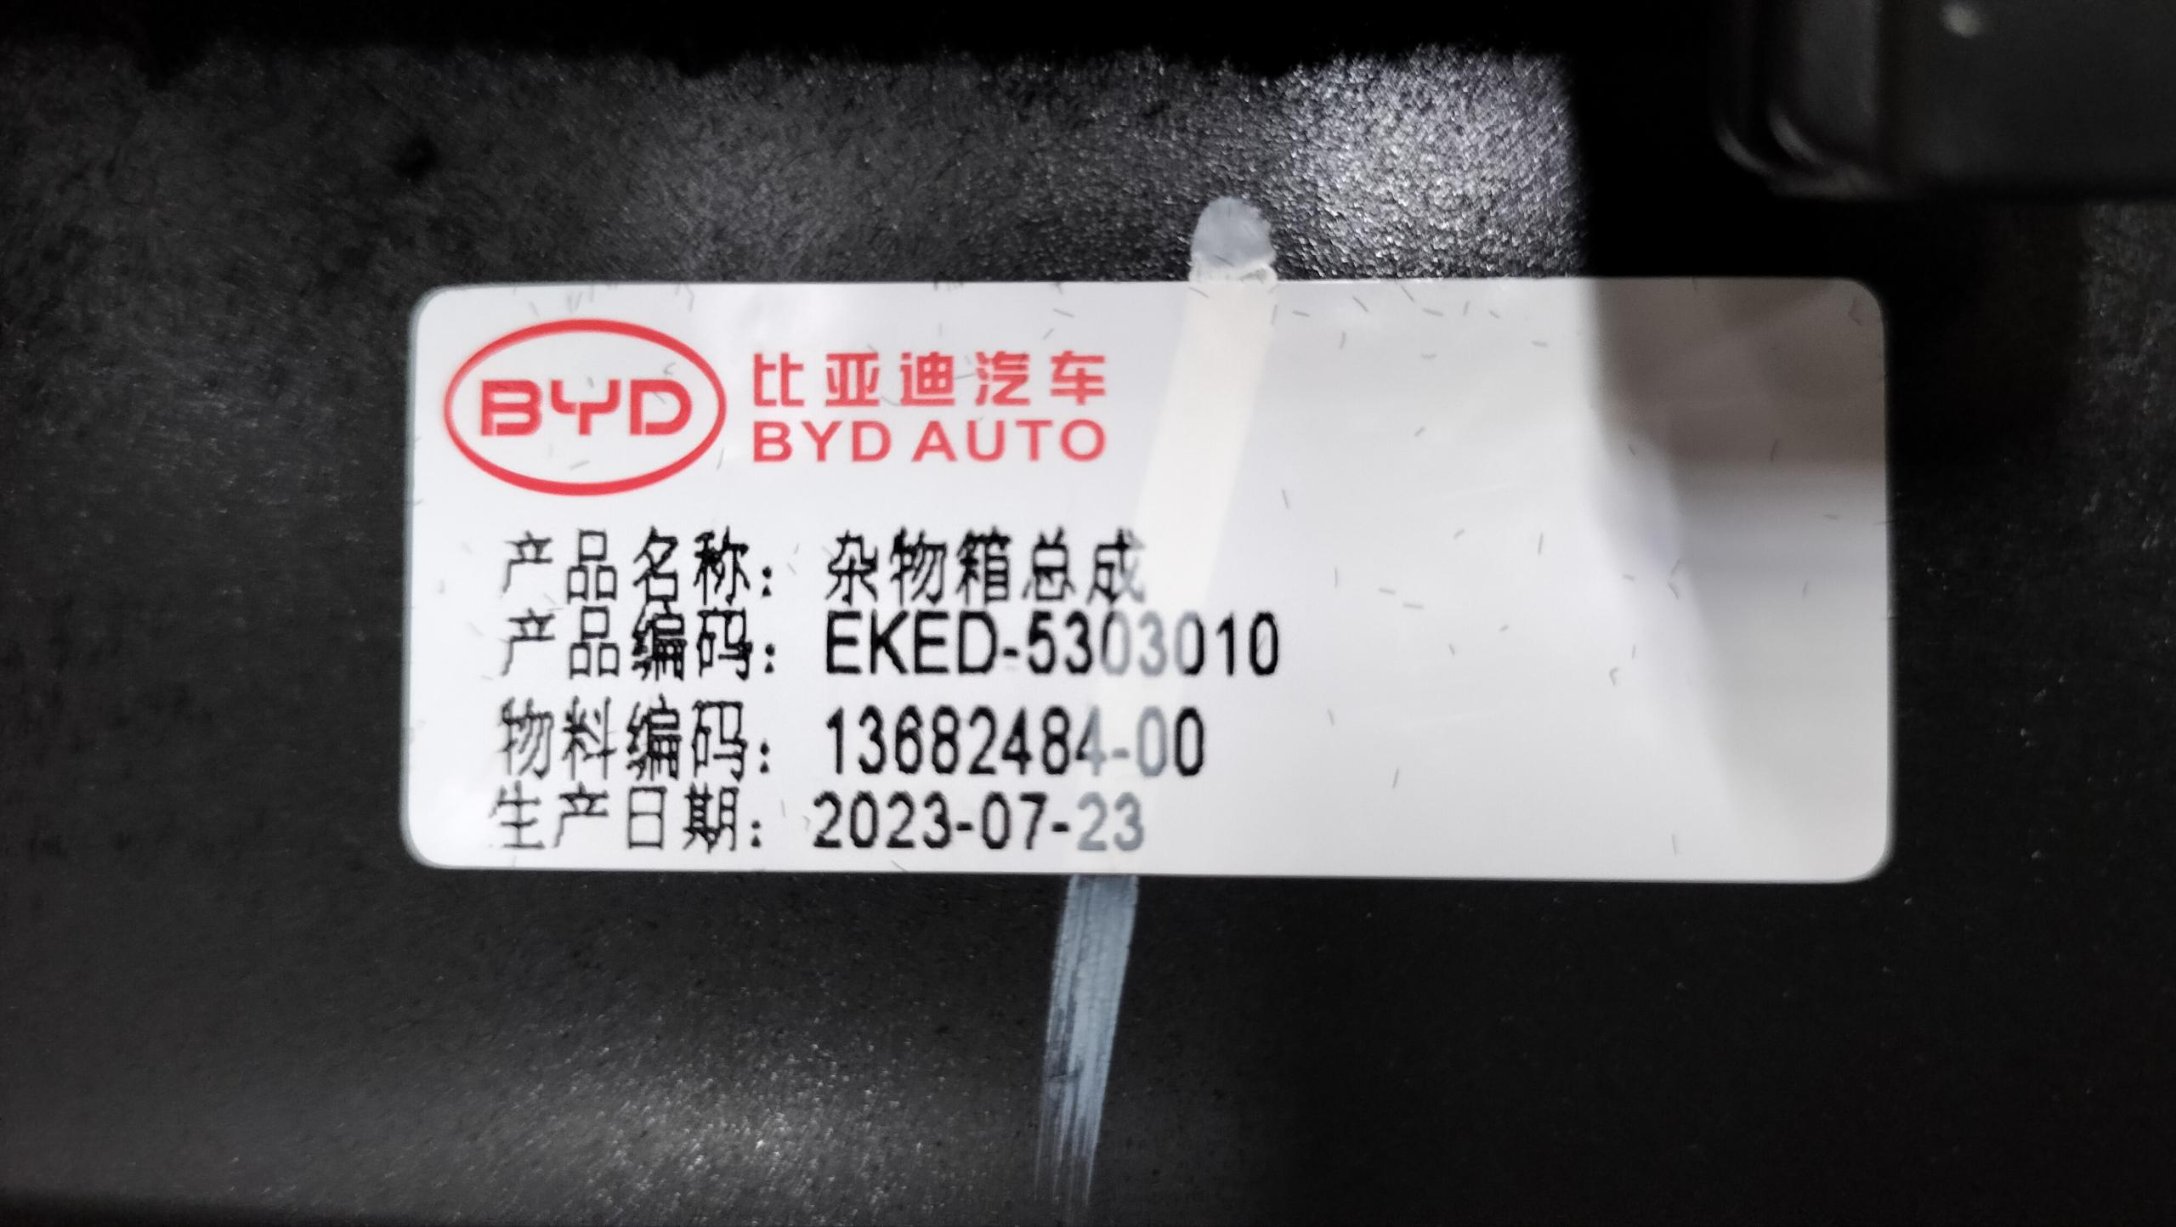 BYD
比亚迪汽车
BYD AUTO
产品名称：杂物箱总成
产品编码：EKED-5303010
物料编码：13682484-00
生产日期：2023-07-23